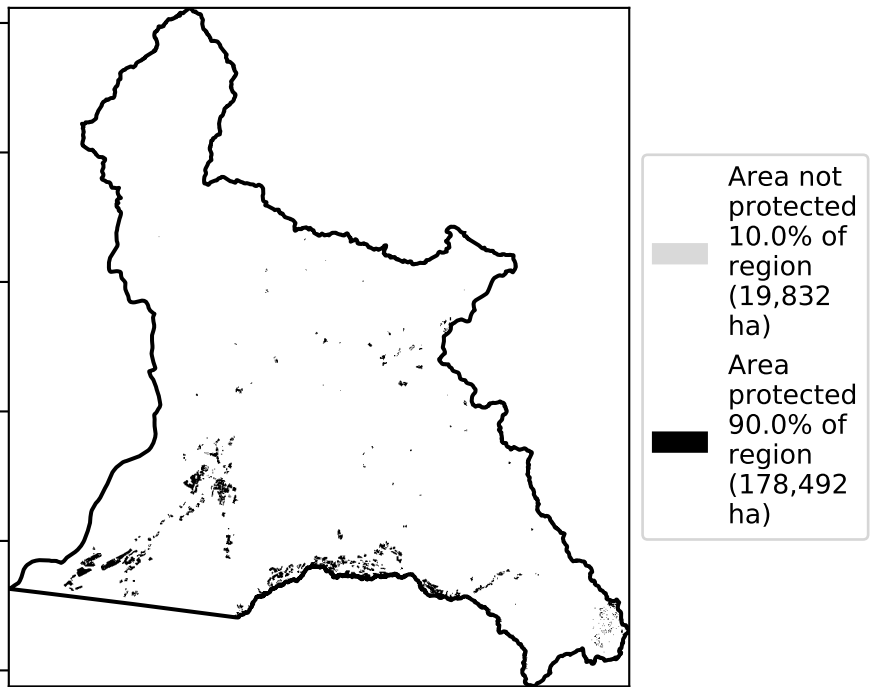 Area not
protected
10.0% of
region
(19,832
ha)
Area
protected
90.0% of
region
(178,492
ha)